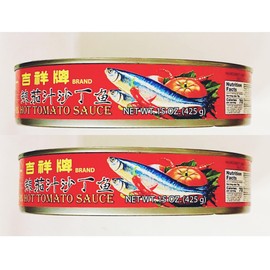 吉祥牌 BRAND
辣茄汁沙丁鱼
HOT TOMATO SAUCE
NET WT 15 OZ. (425 g)
Nutrition
Facts
吉祥牌 BRAND
辣茄汁沙丁鱼
HOT TOMATO SAUCE
NET WT 15 OZ. (425 g)
Nutrition
Facts